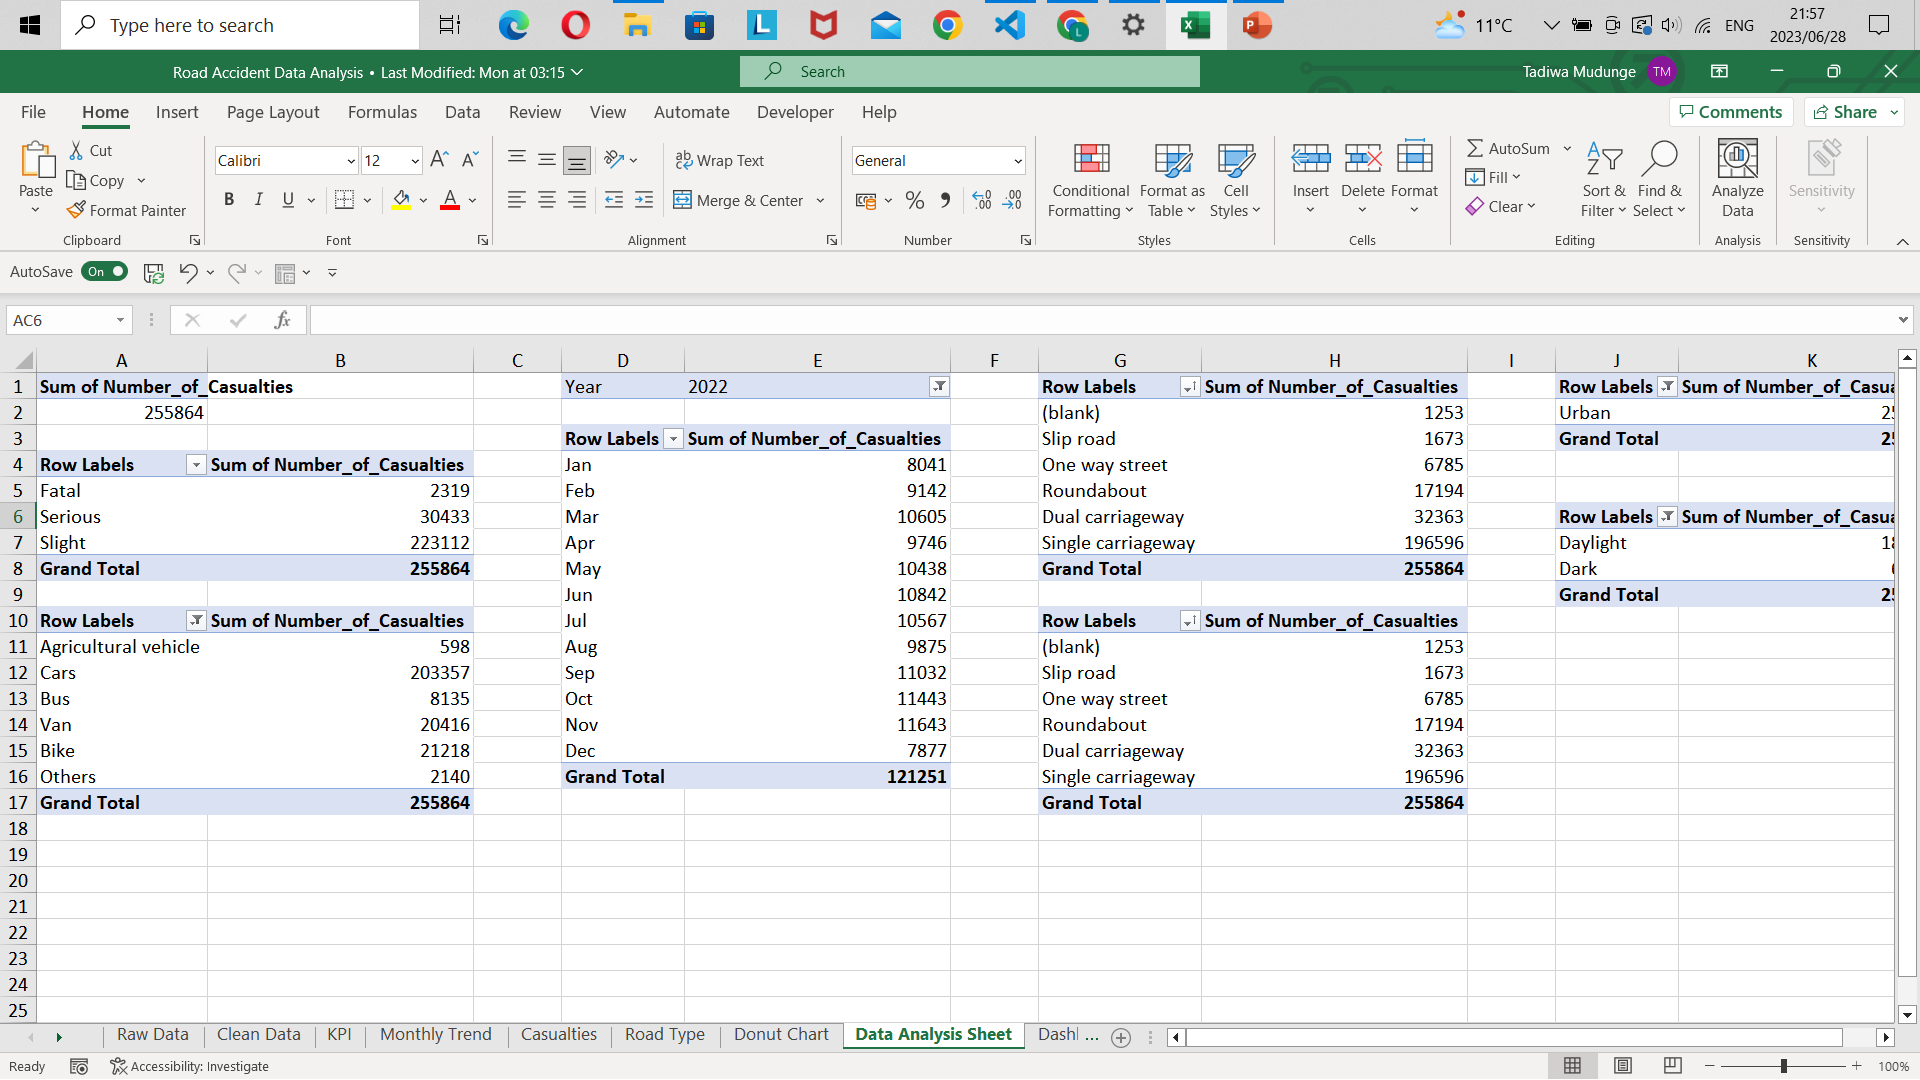 Type here to search
11°C
ENG
21:57
2023/06/28
Road Accident Data Analysis • Last Modified: Mon at 03:15
Search
Tadiwa Mudunge TM
File Home Insert Page Layout Formulas Data Review View Automate Developer Help
Comments Share
Paste
Cut
Copy
Format Painter
Clipboard
Calibri 12
B I U
Font
Wrap Text
Merge & Center
Alignment
General
Number
Conditional Formatting
Format as Table
Cell Styles
Styles
Insert Delete Format
Cells
AutoSum
Fill
Clear
Sort & Filter
Find & Select
Editing
Analyze Data
Analysis
Sensitivity
Sensitivity
AutoSave On
AC6 fx
A B C D E F G H I J K
1 Sum of Number_of_Casualties Year 2022 Row Labels Sum of Number_of_Casualties Row Labels Sum of Number_of_Casua
2 255864 (blank) 1253 Urban 25
3 Row Labels Sum of Number_of_Casualties Slip road 1673 Grand Total 25
4 Row Labels Sum of Number_of_Casualties Jan 8041 One way street 6785
5 Fatal 2319 Feb 9142 Roundabout 17194
6 Serious 30433 Mar 10605 Dual carriageway 32363 Row Labels Sum of Number_of_Casua
7 Slight 223112 Apr 9746 Single carriageway 196596 Daylight 18
8 Grand Total 255864 May 10438 Grand Total 255864 Dark
9 Jun 10842 Grand Total 25
10 Row Labels Sum of Number_of_Casualties Jul 10567 Row Labels Sum of Number_of_Casualties
11 Agricultural vehicle 598 Aug 9875 (blank) 1253
12 Cars 203357 Sep 11032 Slip road 1673
13 Bus 8135 Oct 11443 One way street 6785
14 Van 20416 Nov 11643 Roundabout 17194
15 Bike 21218 Dec 7877 Dual carriageway 32363
16 Others 2140 Grand Total 121251 Single carriageway 196596
17 Grand Total 255864 Grand Total 255864
18
19
20
21
22
23
24
25
Raw Data Clean Data KPI Monthly Trend Casualties Road Type Donut Chart Data Analysis Sheet Dashl ...
Ready Accessibility: Investigate 100%